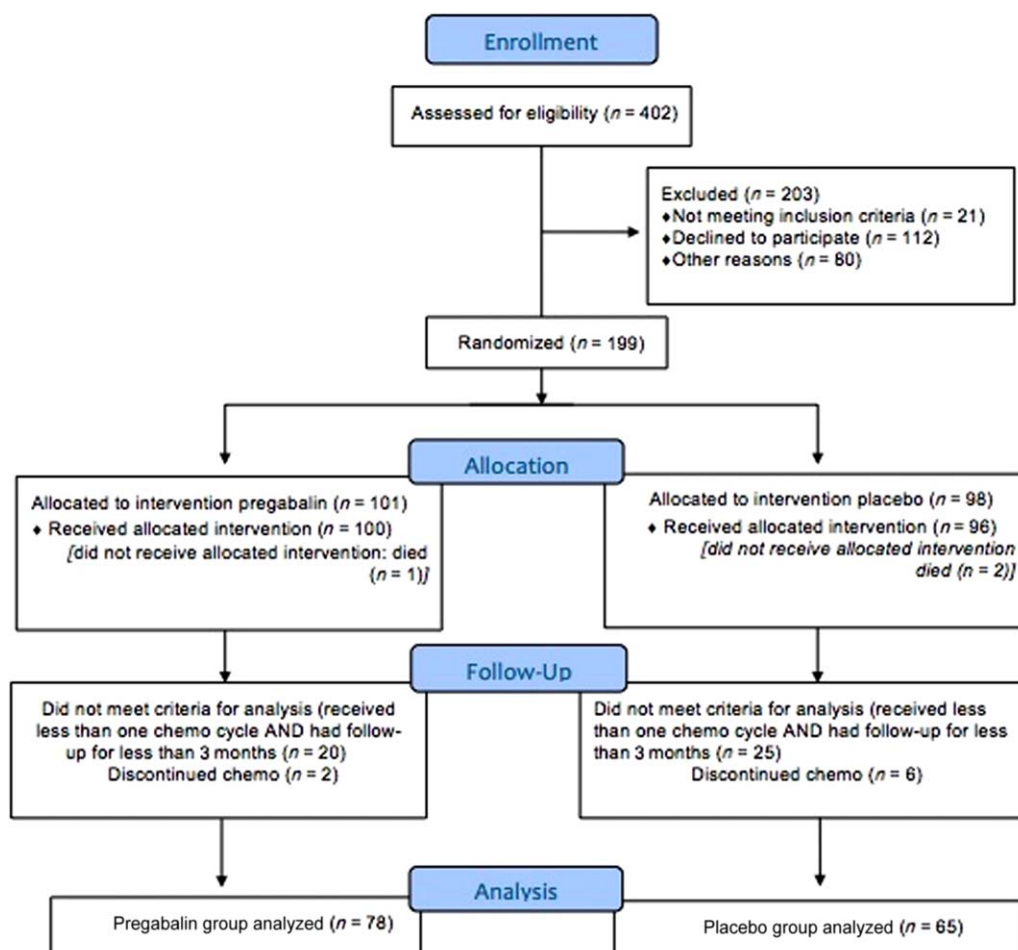 Enrollment
Assessed for eligibility (n = 402)
Excluded (n = 203)
♦Not meeting inclusion criteria (n = 21)
♦Declined to participate (n = 112)
♦Other reasons (n = 80)
Randomized (n = 199)
Allocation
Allocated to intervention pregabalin (n = 101)
♦ Received allocated intervention (n = 100)
[did not receive allocated intervention: died
(n = 1)]
Allocated to intervention placebo (n = 98)
♦ Received allocated intervention (n = 96)
[did not receive allocated intervention
died (n = 2)]
Follow-Up
Did not meet criteria for analysis (received
less than one chemo cycle AND had follow-
up for less than 3 months (n = 20)
Discontinued chemo (n = 2)
Did not meet criteria for analysis (received less
than one chemo cycle AND had follow-up for less
than 3 months (n = 25)
Discontinued chemo (n = 6)
Analysis
Pregabalin group analyzed (n = 78)
Placebo group analyzed (n = 65)